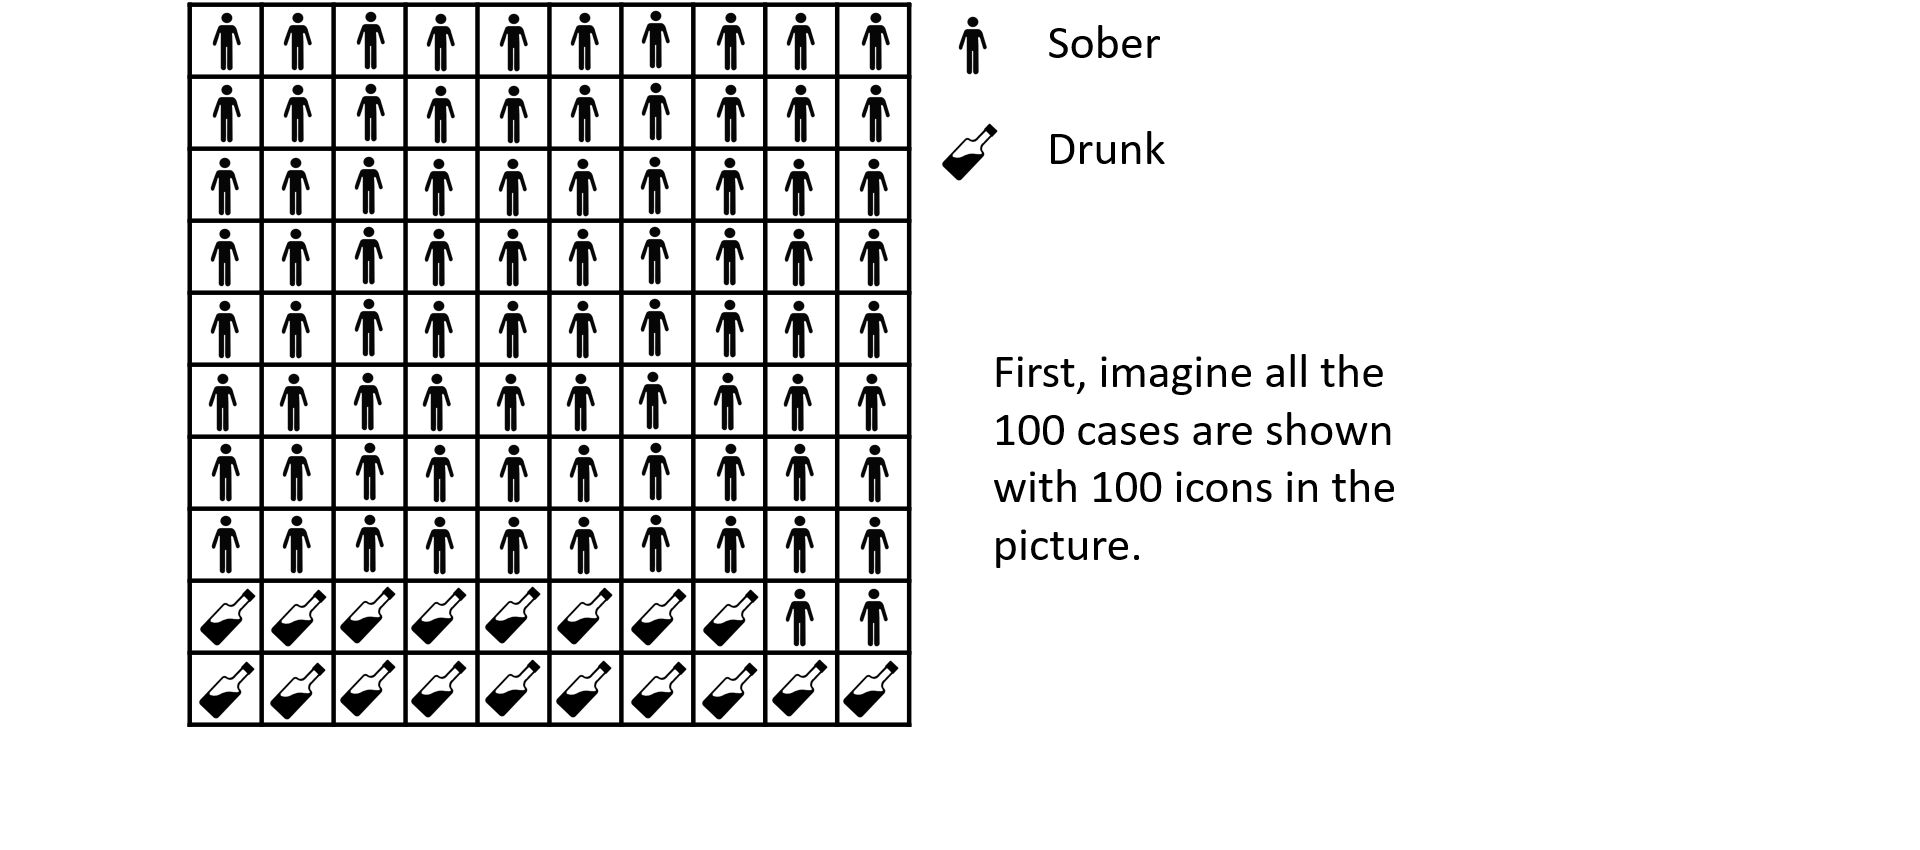 Sober
Drunk
First, imagine all the
100 cases are shown
with 100 icons in the
picture.